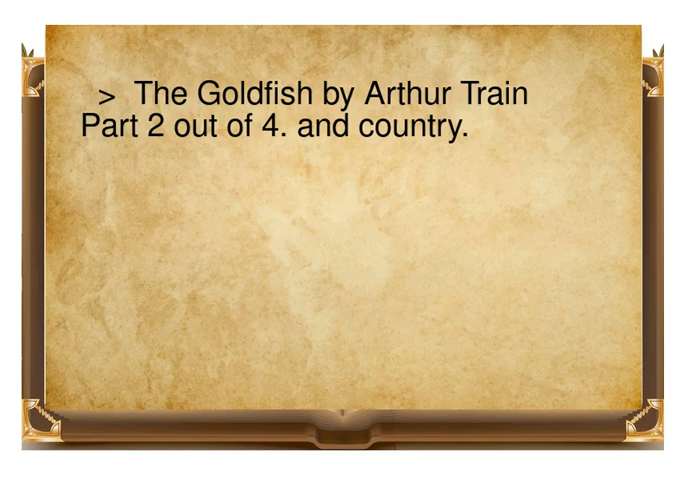 > The Goldfish by Arthur Train
Part 2 out of 4. and country.